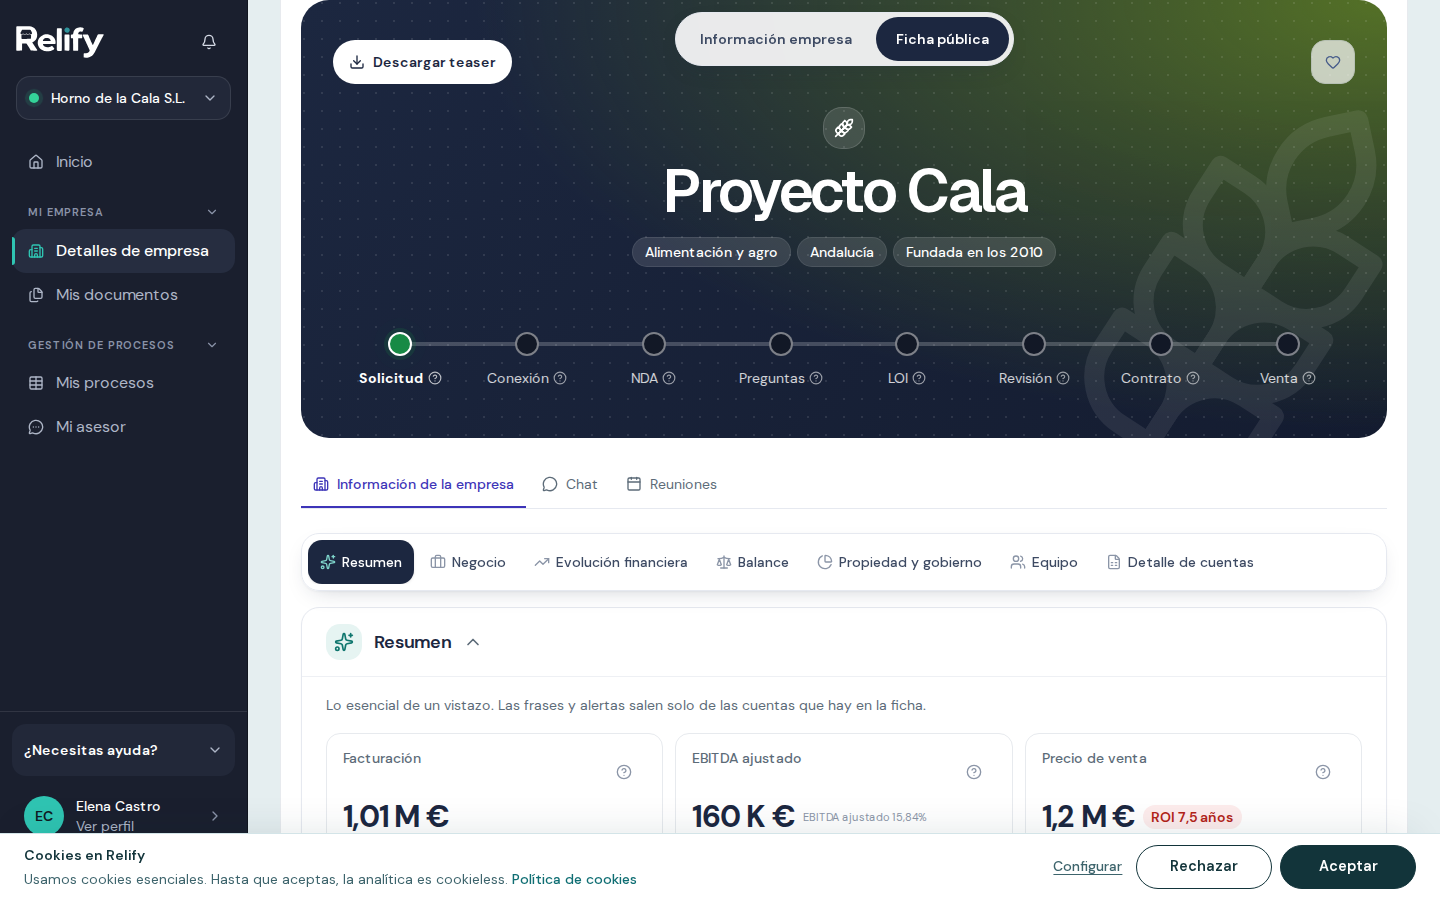 Relify
Horno de la Cala S.L.
Inicio
MI EMPRESA
Detalles de empresa
Mis documentos
GESTIÓN DE PROCESOS
Mis procesos
Mi asesor
¿Necesitas ayuda?
EC
Elena Castro
Ver perfil
Descargar teaser
Información empresa
Ficha pública
Proyecto Cala
Alimentación y agro
Andalucía
Fundada en los 2010
Solicitud
Conexión
NDA
Preguntas
LOI
Revisión
Contrato
Venta
Información de la empresa
Chat
Reuniones
Resumen
Negocio
Evolución financiera
Balance
Propiedad y gobierno
Equipo
Detalle de cuentas
Resumen
Lo esencial de un vistazo. Las frases y alertas salen solo de las cuentas que hay en la ficha.
Facturación
1,01 M €
EBITDA ajustado
160 K € EBITDA ajustado 15,84%
Precio de venta
1,2 M € ROI 7,5 años
Cookies en Relify
Usamos cookies esenciales. Hasta que aceptas, la analítica es cookieless. Política de cookies
Configurar
Rechazar
Aceptar